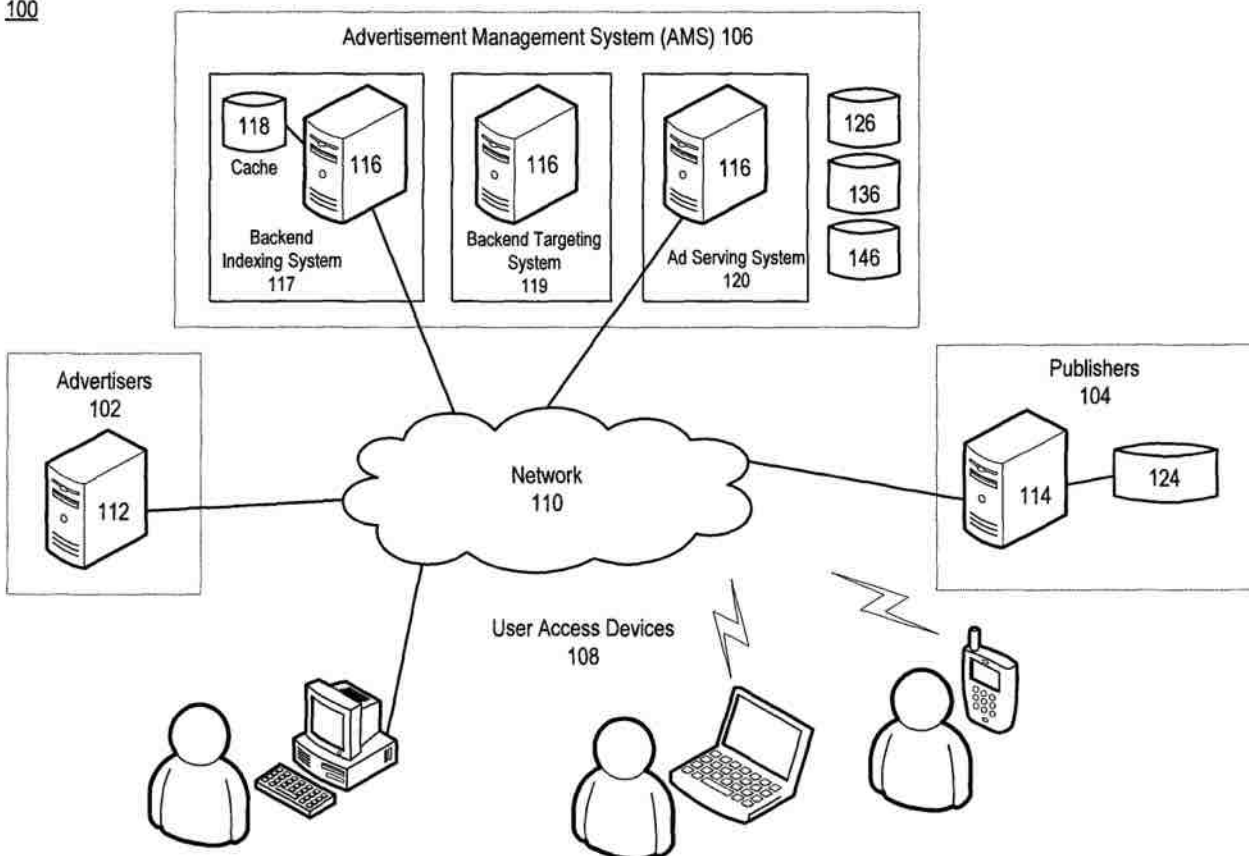 100
Advertisement Management System (AMS) 106
118
Cache
116
Backend
Indexing System
117
116
Backend Targeting
System
119
116
Ad Serving System
120
126
136
146
Advertisers
102
112
Network
110
Publishers
104
114
124
User Access Devices
108